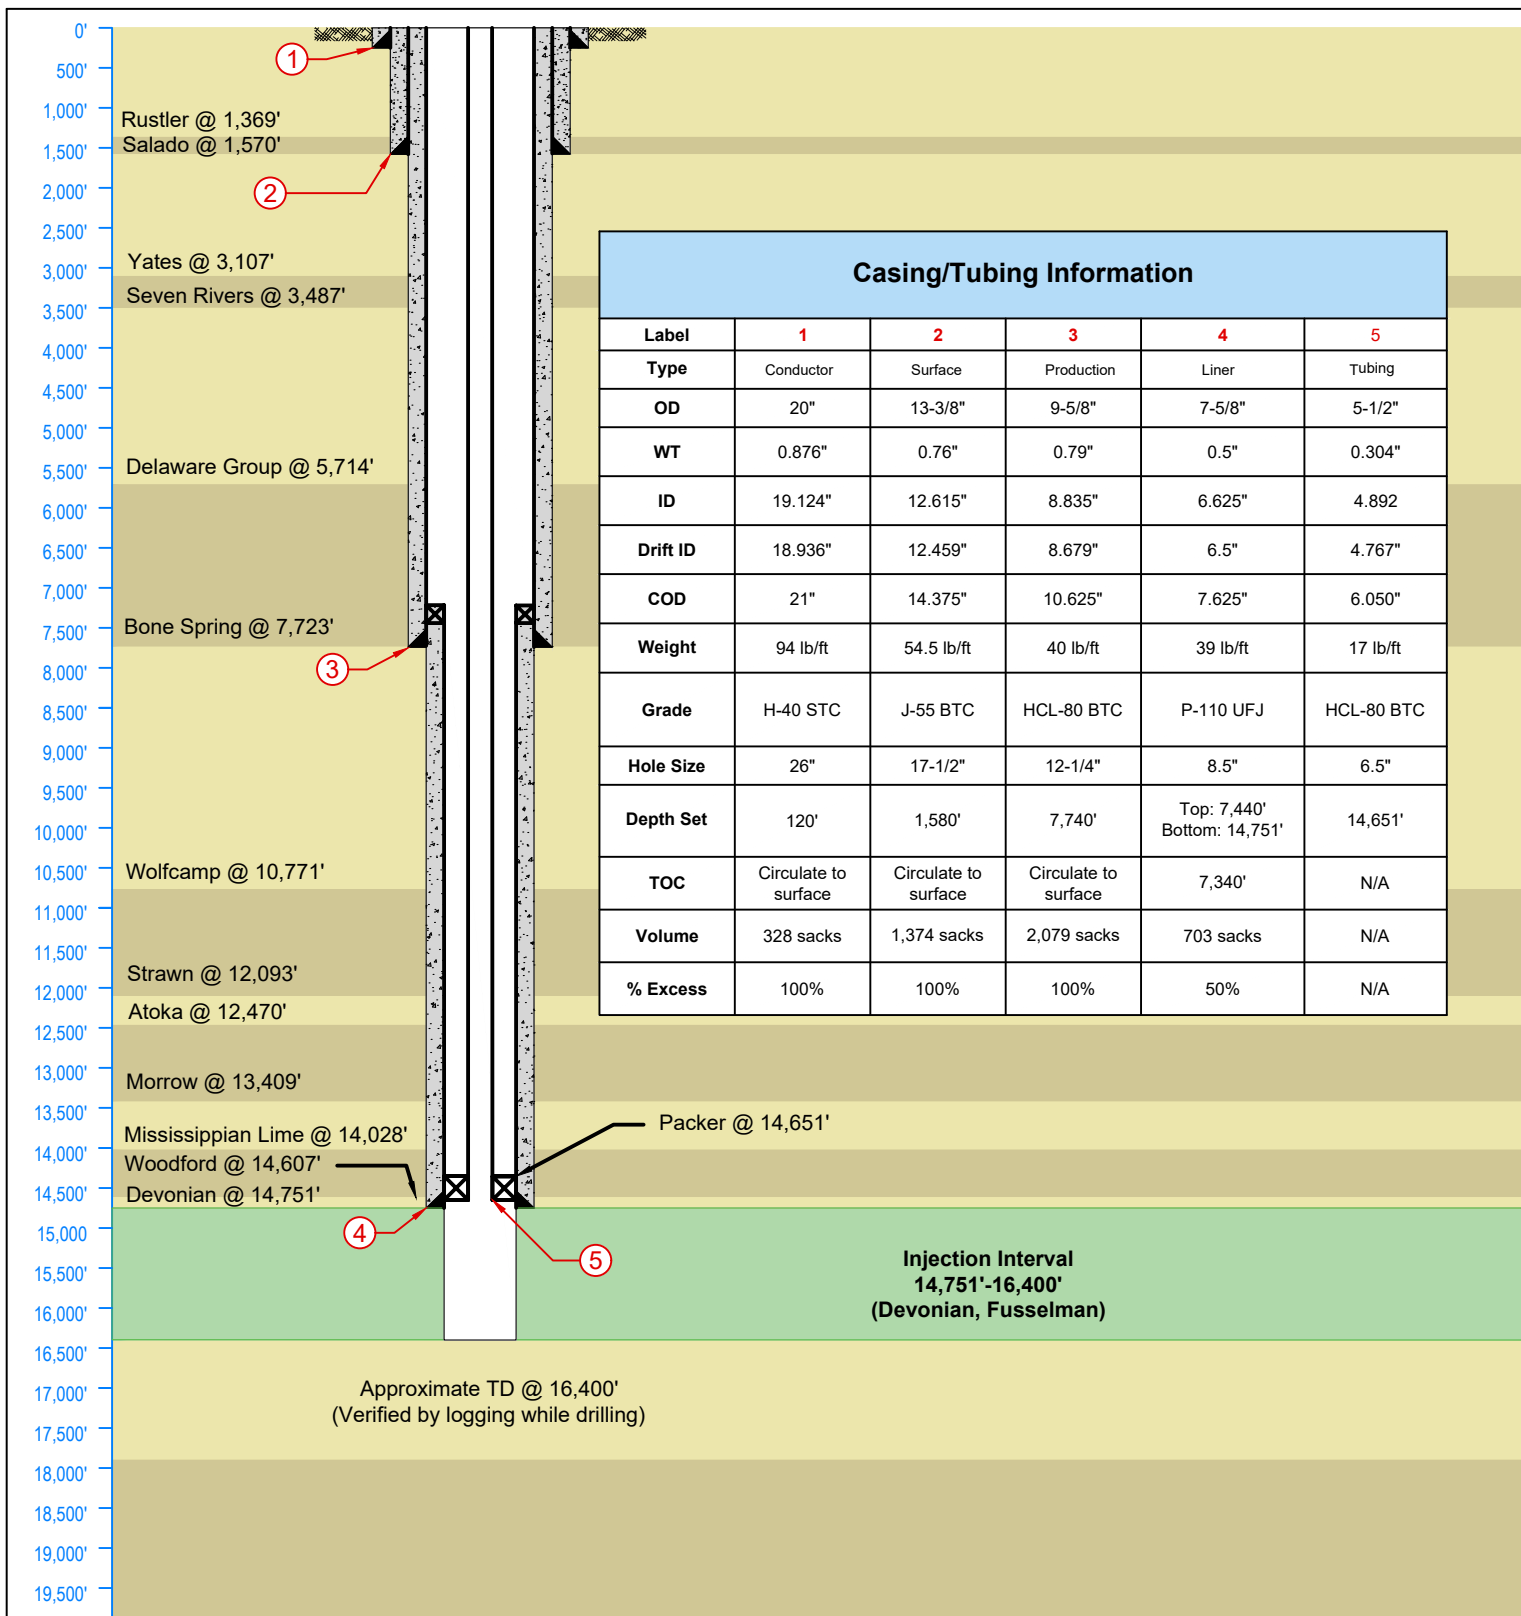 0'
500'
1,000'
1,500'
2,000'
2,500'
3,000'
3,500'
4,000'
4,500'
5,000'
5,500'
6,000'
6,500'
7,000'
7,500'
8,000'
8,500'
9,000'
9,500'
10,000'
10,500'
11,000'
11,500'
12,000'
12,500'
13,000'
13,500'
14,000'
14,500'
15,000
15,500'
16,000'
16,500'
17,000'
17,500'
18,000'
18,500'
19,000'
19,500'
Rustler @ 1,369'
Salado @ 1,570'
Yates @ 3,107'
Seven Rivers @ 3,487'
Delaware Group @ 5,714'
Bone Spring @ 7,723'
Wolfcamp @ 10,771'
Strawn @ 12,093'
Atoka @ 12,470'
Morrow @ 13,409'
Mississippian Lime @ 14,028'
Woodford @ 14,607'
Devonian @ 14,751'
1
2
3
4
5
Packer @ 14,651'
Casing/Tubing Information
Label 1 2 3 4 5
Type Conductor Surface Production Liner Tubing
OD 20" 13-3/8" 9-5/8" 7-5/8" 5-1/2"
WT 0.876" 0.76" 0.79" 0.5" 0.304"
ID 19.124" 12.615" 8.835" 6.625" 4.892
Drift ID 18.936" 12.459" 8.679" 6.5" 4.767"
COD 21" 14.375" 10.625" 7.625" 6.050"
Weight 94 lb/ft 54.5 lb/ft 40 lb/ft 39 lb/ft 17 lb/ft
Grade H-40 STC J-55 BTC HCL-80 BTC P-110 UFJ HCL-80 BTC
Hole Size 26" 17-1/2" 12-1/4" 8.5" 6.5"
Depth Set 120' 1,580' 7,740' Top: 7,440' Bottom: 14,751' 14,651'
TOC Circulate to surface Circulate to surface Circulate to surface 7,340' N/A
Volume 328 sacks 1,374 sacks 2,079 sacks 703 sacks N/A
% Excess 100% 100% 100% 50% N/A
Injection Interval
14,751'-16,400'
(Devonian, Fusselman)
Approximate TD @ 16,400'
(Verified by logging while drilling)